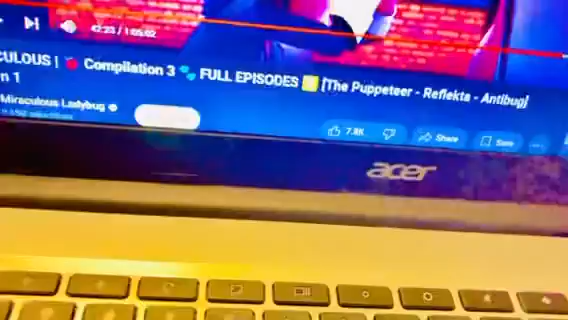 42:23 / 1:05:02
CULOUS | 🐞 Compilation 3 🐾 FULL EPISODES 🟨 [The Puppeteer - Reflekta - Antibug]
n 1
Miraculous Ladybug
7.8K Share Save
acer